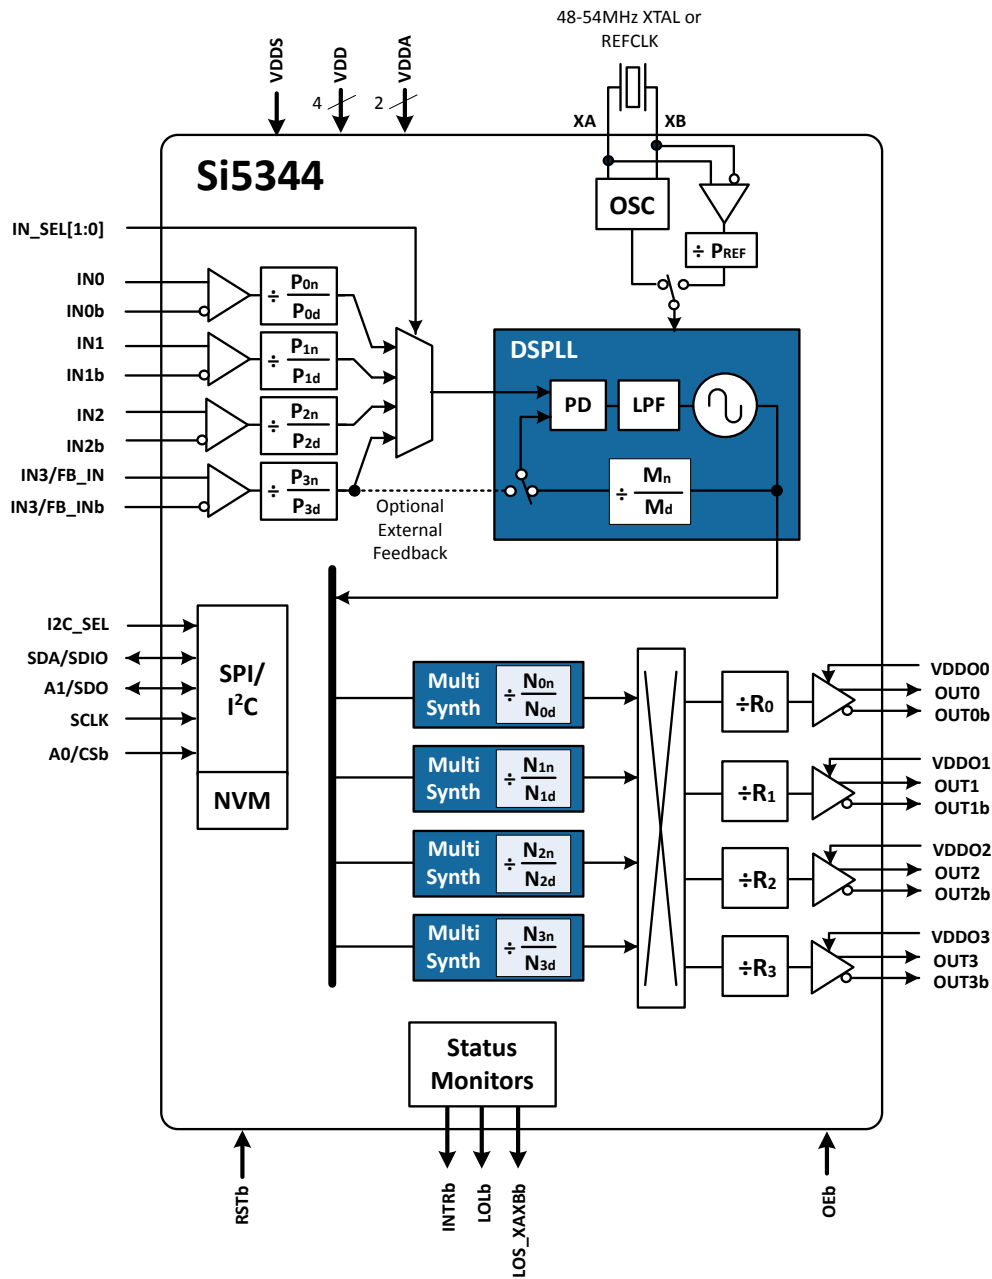 48-54MHz XTAL or
REFCLK
VDDS
VDD
VDDA
4
2
XA
XB
Si5344
OSC
÷ PREF
IN_SEL[1:0]
IN0
IN0b
÷ P0n
P0d
IN1
IN1b
÷ P1n
P1d
IN2
IN2b
÷ P2n
P2d
IN3/FB_IN
IN3/FB_INb
÷ P3n
P3d
DSPLL
PD
LPF
÷ Mn
Md
Optional
External
Feedback
I2C_SEL
SDA/SDIO
A1/SDO
SCLK
A0/CSb
SPI/
I²C
NVM
Multi
Synth
÷ N0n
N0d
Multi
Synth
÷ N1n
N1d
Multi
Synth
÷ N2n
N2d
Multi
Synth
÷ N3n
N3d
÷R0
÷R1
÷R2
÷R3
VDDO0
OUT0
OUT0b
VDDO1
OUT1
OUT1b
VDDO2
OUT2
OUT2b
VDDO3
OUT3
OUT3b
Status
Monitors
RSTb
INTRb
LOLb
LOS_XAXBb
OEb